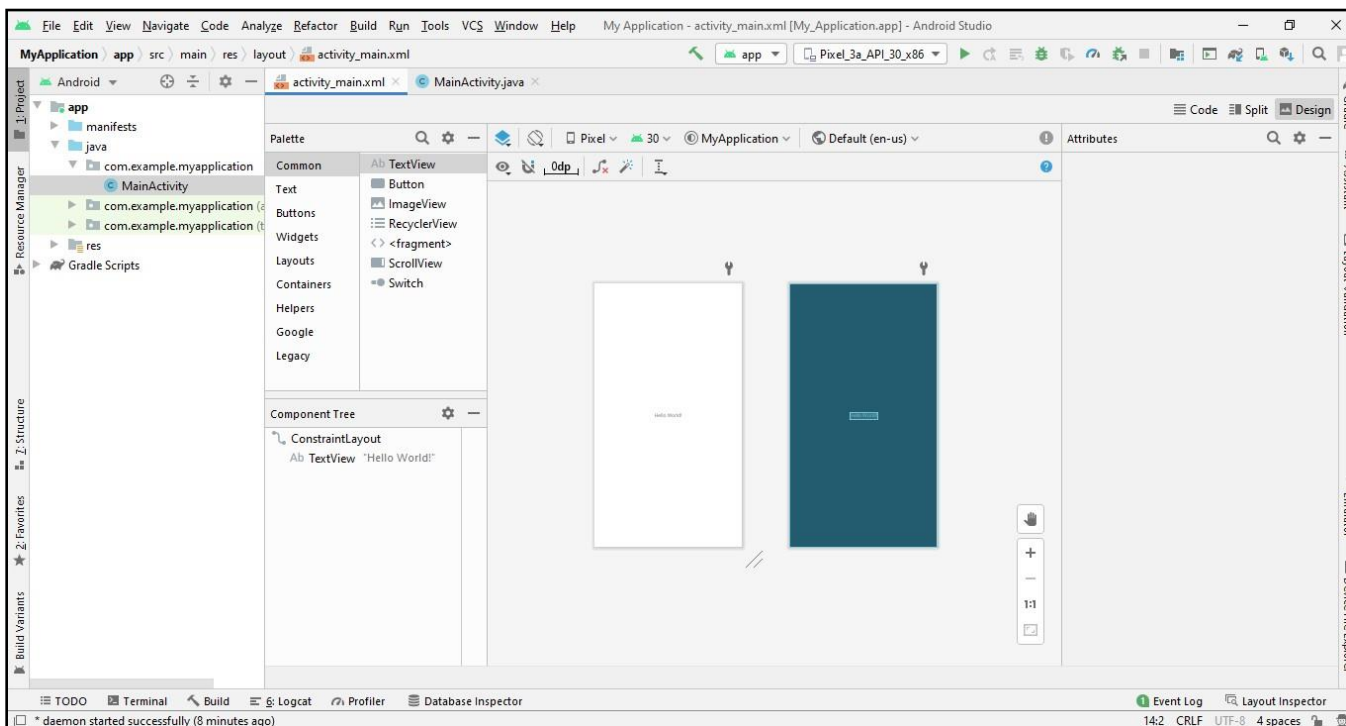 File Edit View Navigate Code Analyze Refactor Build Run Tools VCS Window Help My Application - activity_main.xml [My_Application.app] - Android Studio
MyApplication app src main res layout activity_main.xml app Pixel_3a_API_30_x86
Android activity_main.xml MainActivity.java
1: Project
Resource Manager
7: Structure
2: Favorites
Build Variants
app
manifests
java
com.example.myapplication
MainActivity
com.example.myapplication (a
com.example.myapplication (t
res
Gradle Scripts
Code Split Design
Palette
Common
Text
Buttons
Widgets
Layouts
Containers
Helpers
Google
Legacy
Ab TextView
Button
ImageView
RecyclerView
<fragment>
ScrollView
Switch
Component Tree
ConstraintLayout
Ab TextView "Hello World!"
Pixel 30 MyApplication Default (en-us)
0dp
Hello World!
1:1
Attributes
TODO Terminal Build 6: Logcat Profiler Database Inspector Event Log Layout Inspector
* daemon started successfully (8 minutes ago) 14:2 CRLF UTF-8 4 spaces